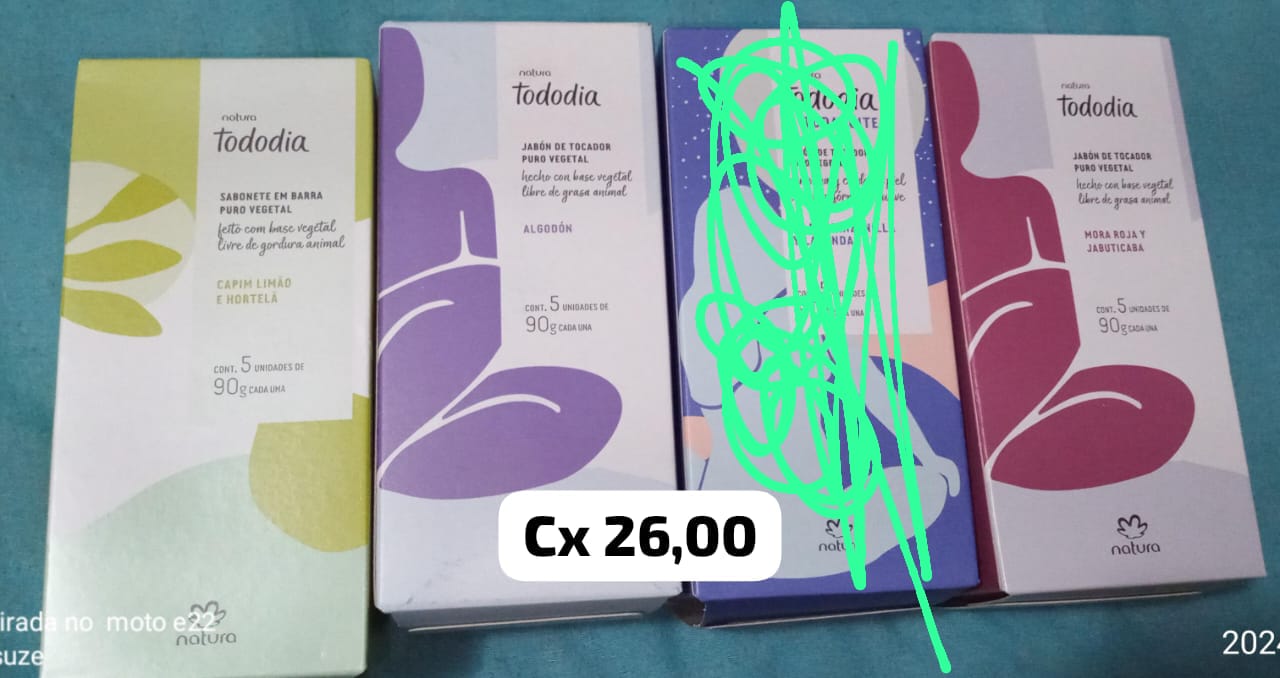 natura
tododia
SABONETE EM BARRA
PURO VEGETAL
feito com base vegetal
livre de gordura animal
CAPIM LIMÃO
E HORTELÃ
CONT. 5 UNIDADES DE
90g CADA UMA
natura
natura
tododia
JABÓN DE TOCADOR
PURO VEGETAL
hecho con base vegetal
libre de grasa animal
ALGODÓN
CONT. 5 UNIDADES DE
90g CADA UNA
tododia
natura
natura
tododia
JABÓN DE TOCADOR
PURO VEGETAL
hecho con base vegetal
libre de grasa animal
MORA ROJA Y
JABUTICABA
CONT. 5 UNIDADES DE
90g CADA UNA
natura
Cx 26,00
no moto e22
2024